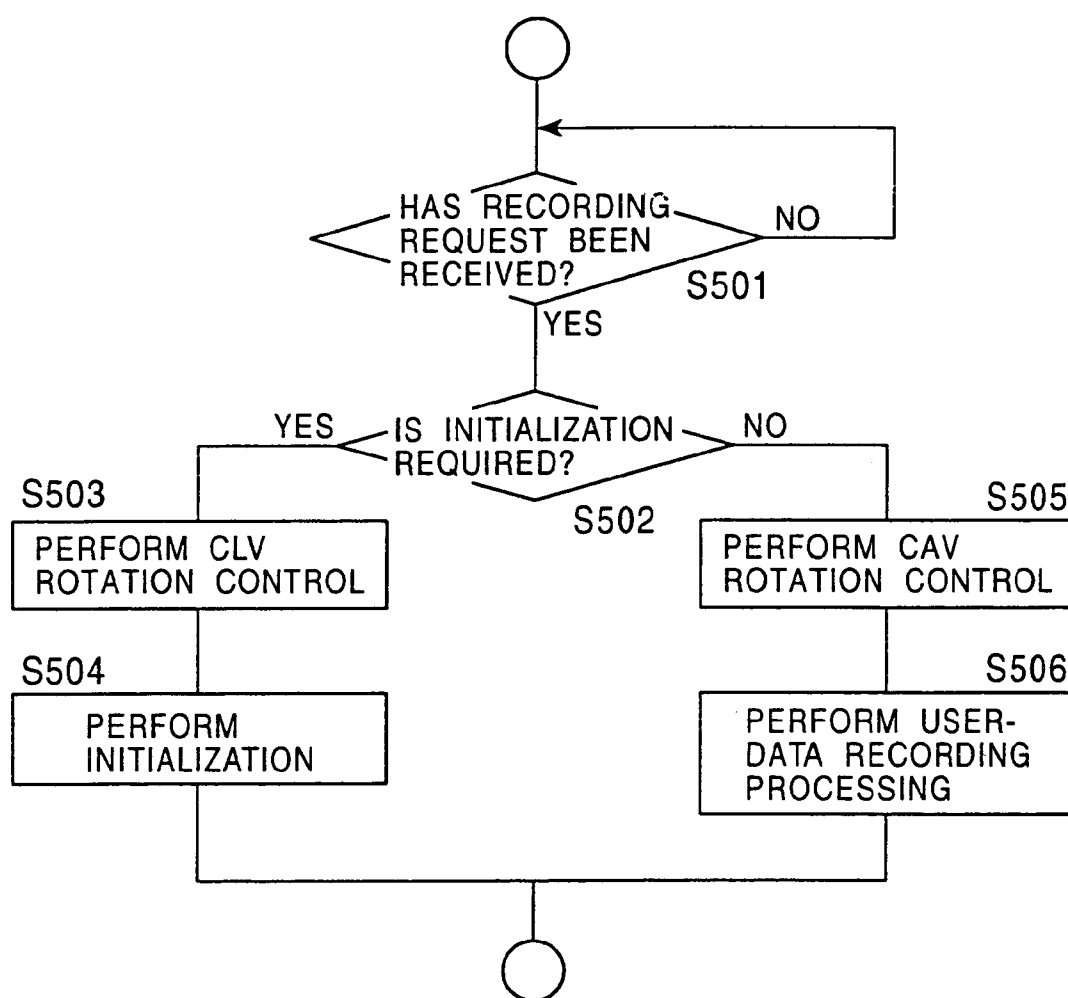 HAS RECORDING
REQUEST BEEN
RECEIVED?
NO
S501
YES
YES
IS INITIALIZATION
REQUIRED?
NO
S502
S503
PERFORM CLV
ROTATION CONTROL
S505
PERFORM CAV
ROTATION CONTROL
S504
PERFORM
INITIALIZATION
S506
PERFORM USER-
DATA RECORDING
PROCESSING